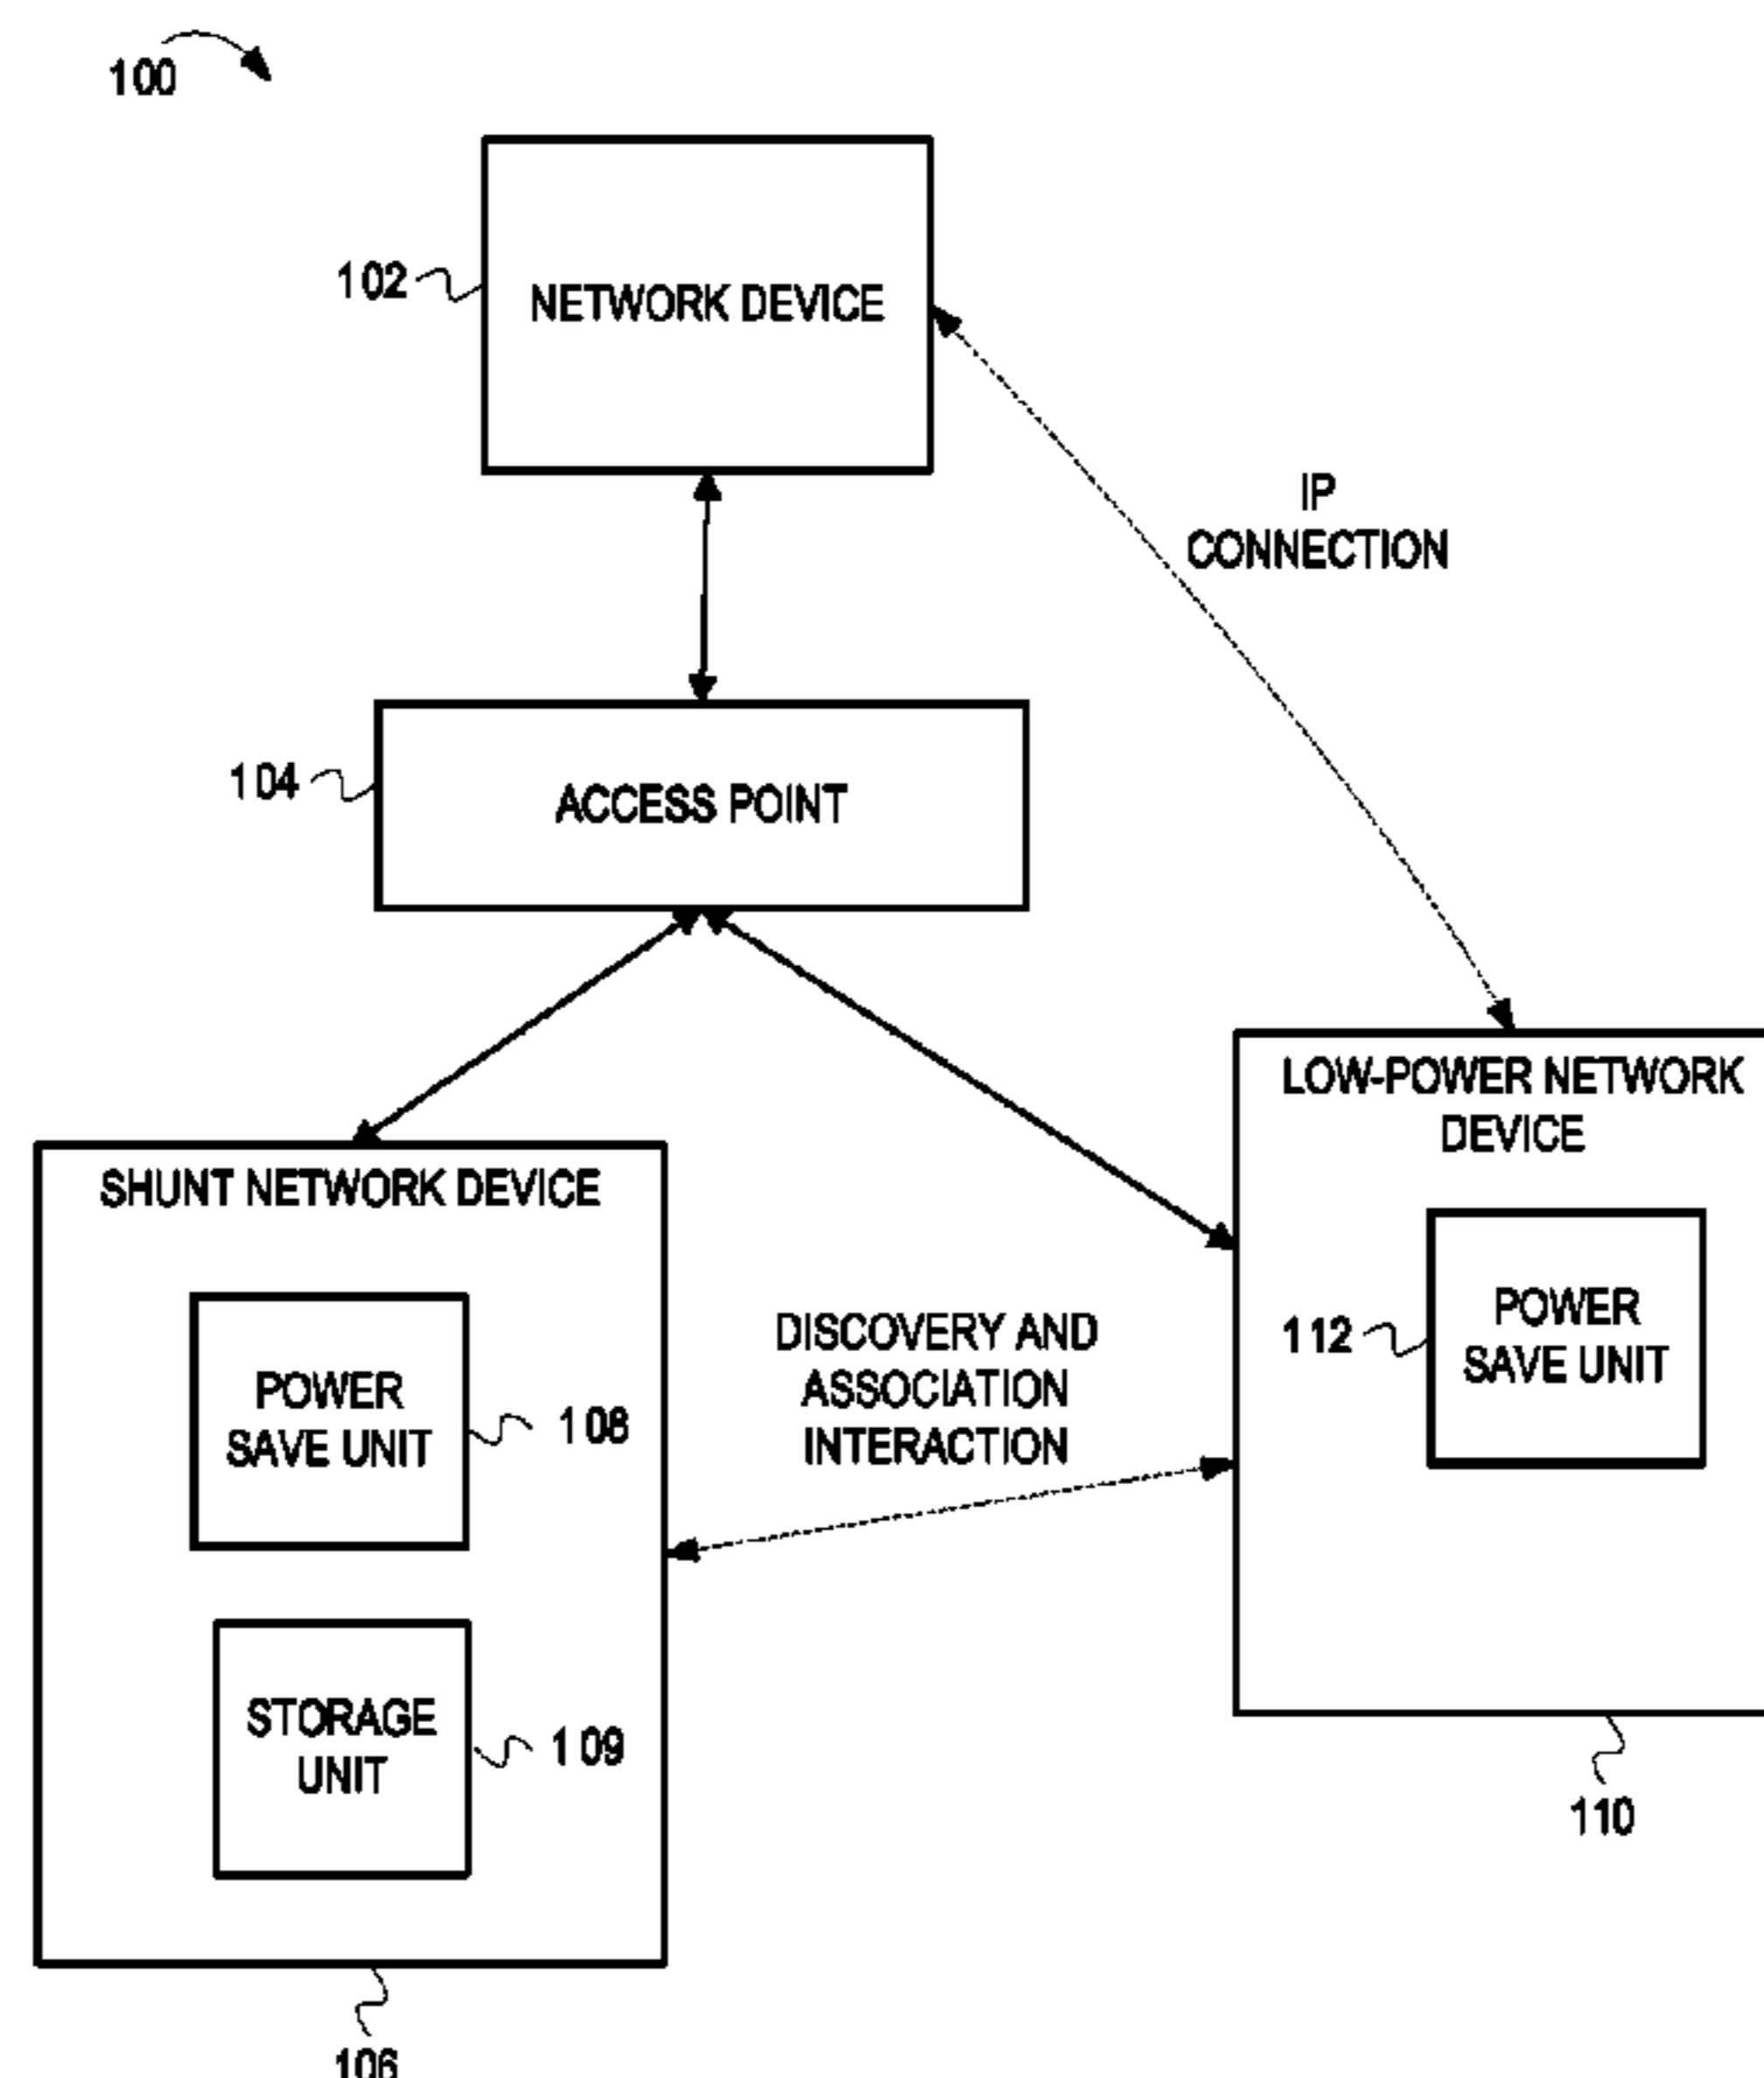 100
102
NETWORK DEVICE
IP
CONNECTION
104
ACCESS POINT
LOW-POWER NETWORK
DEVICE
SHUNT NETWORK DEVICE
POWER
SAVE UNIT
112
DISCOVERY AND
ASSOCIATION
INTERACTION
POWER
SAVE UNIT
108
STORAGE
UNIT
109
110
106